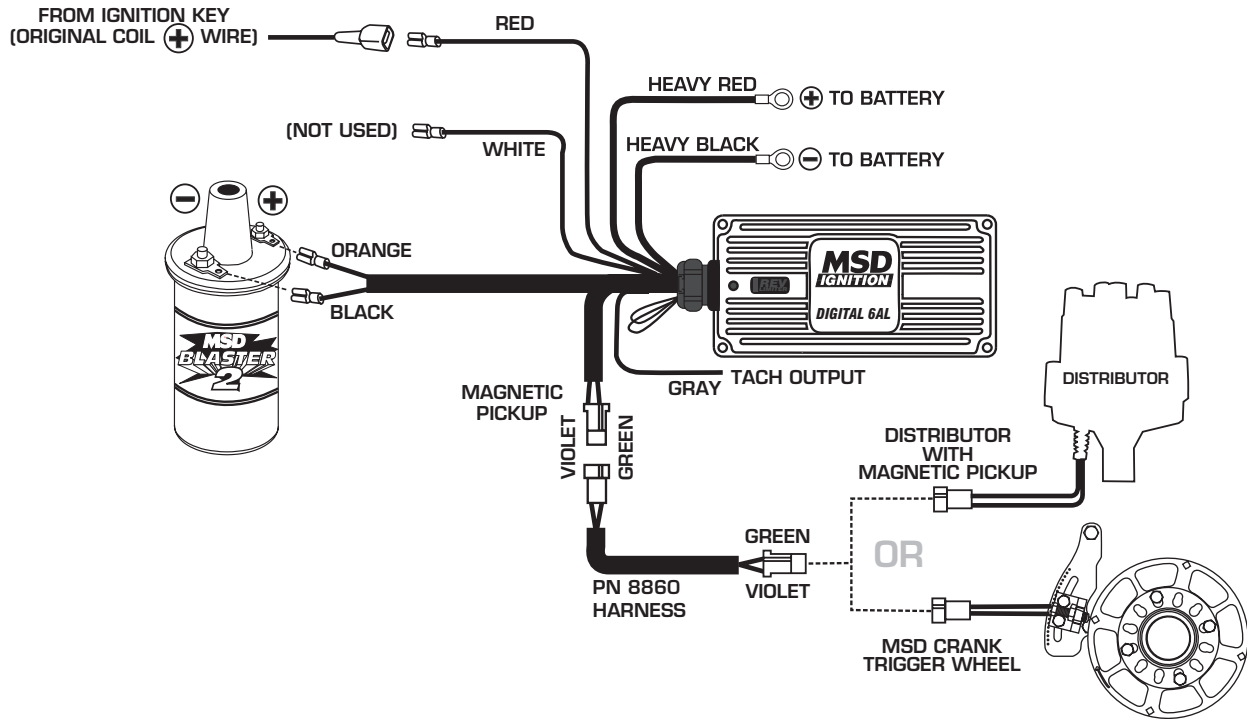 FROM IGNITION KEY
(ORIGINAL COIL + WIRE)
RED
HEAVY RED
+ TO BATTERY
(NOT USED)
WHITE
HEAVY BLACK
− TO BATTERY
−
+
ORANGE
BLACK
MSD
BLASTER
2
MSD
IGNITION
DIGITAL 6AL
REV
GRAY
TACH OUTPUT
MAGNETIC
PICKUP
VIOLET
GREEN
DISTRIBUTOR
DISTRIBUTOR
WITH
MAGNETIC PICKUP
GREEN
VIOLET
OR
PN 8860
HARNESS
MSD CRANK
TRIGGER WHEEL